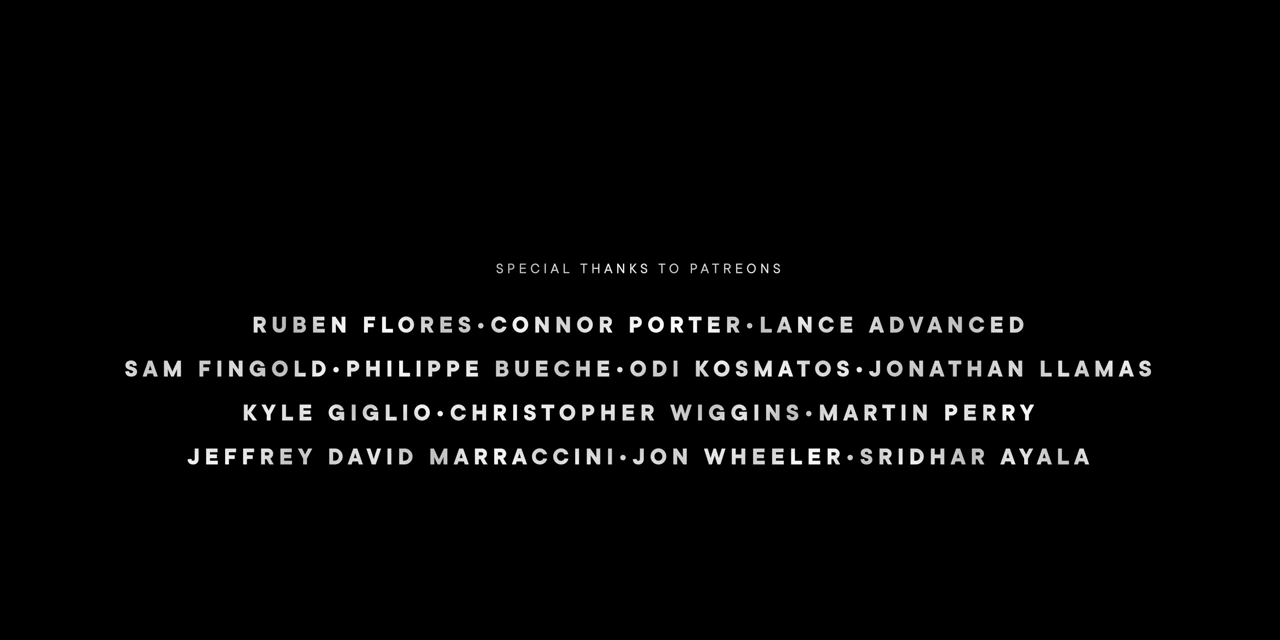 SPECIAL THANKS TO PATREONS
RUBEN FLORES•CONNOR PORTER•LANCE ADVANCED
SAM FINGOLD•PHILIPPE BUECHE•ODI KOSMATOS•JONATHAN LLAMAS
KYLE GIGLIO•CHRISTOPHER WIGGINS•MARTIN PERRY
JEFFREY DAVID MARRACCINI•JON WHEELER•SRIDHAR AYALA